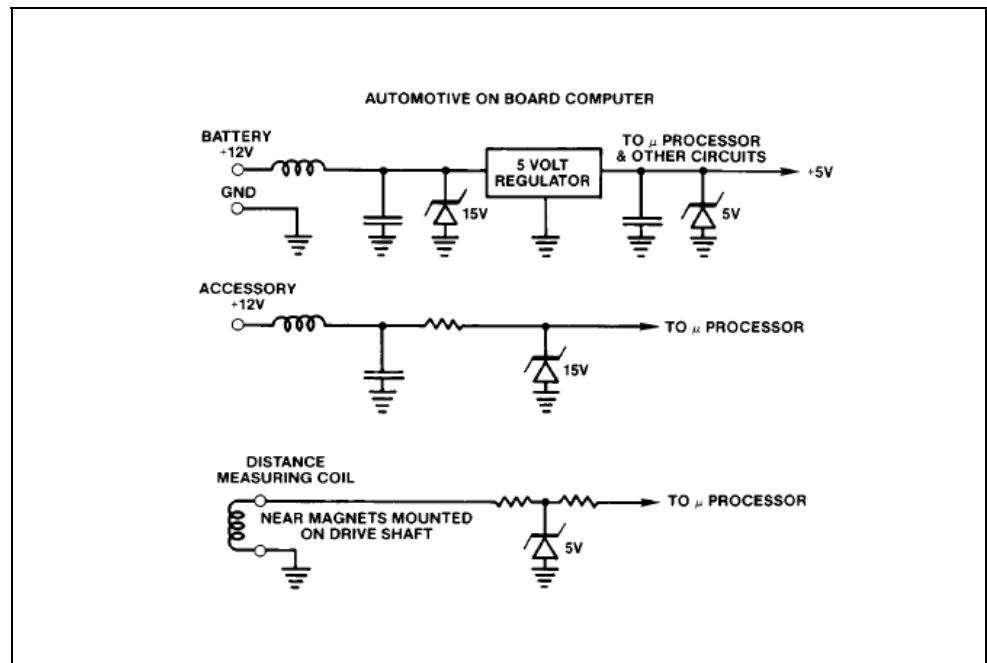 AUTOMOTIVE ON BOARD COMPUTER
BATTERY
+12V
GND
15V
5 VOLT
REGULATOR
TO μ PROCESSOR
& OTHER CIRCUITS
+5V
5V
ACCESSORY
+12V
15V
TO μ PROCESSOR
DISTANCE
MEASURING COIL
NEAR MAGNETS MOUNTED
ON DRIVE SHAFT
5V
TO μ PROCESSOR